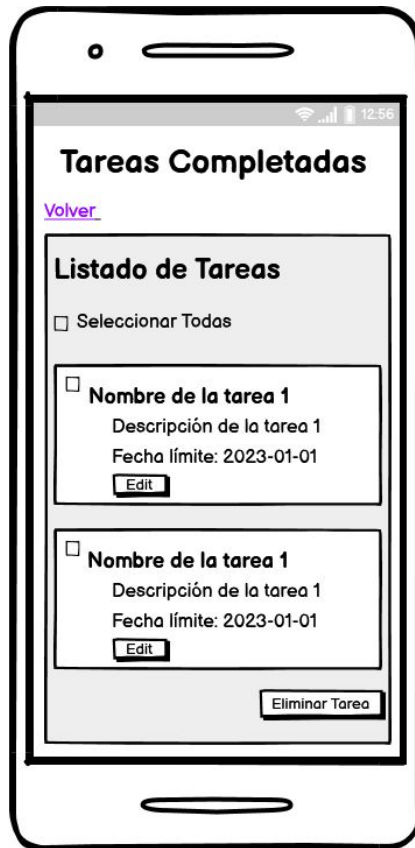 12:56
Tareas Completadas
Volver
Listado de Tareas
Seleccionar Todas
Nombre de la tarea 1
Descripción de la tarea 1
Fecha límite: 2023-01-01
Edit
Nombre de la tarea 1
Descripción de la tarea 1
Fecha límite: 2023-01-01
Edit
Eliminar Tarea